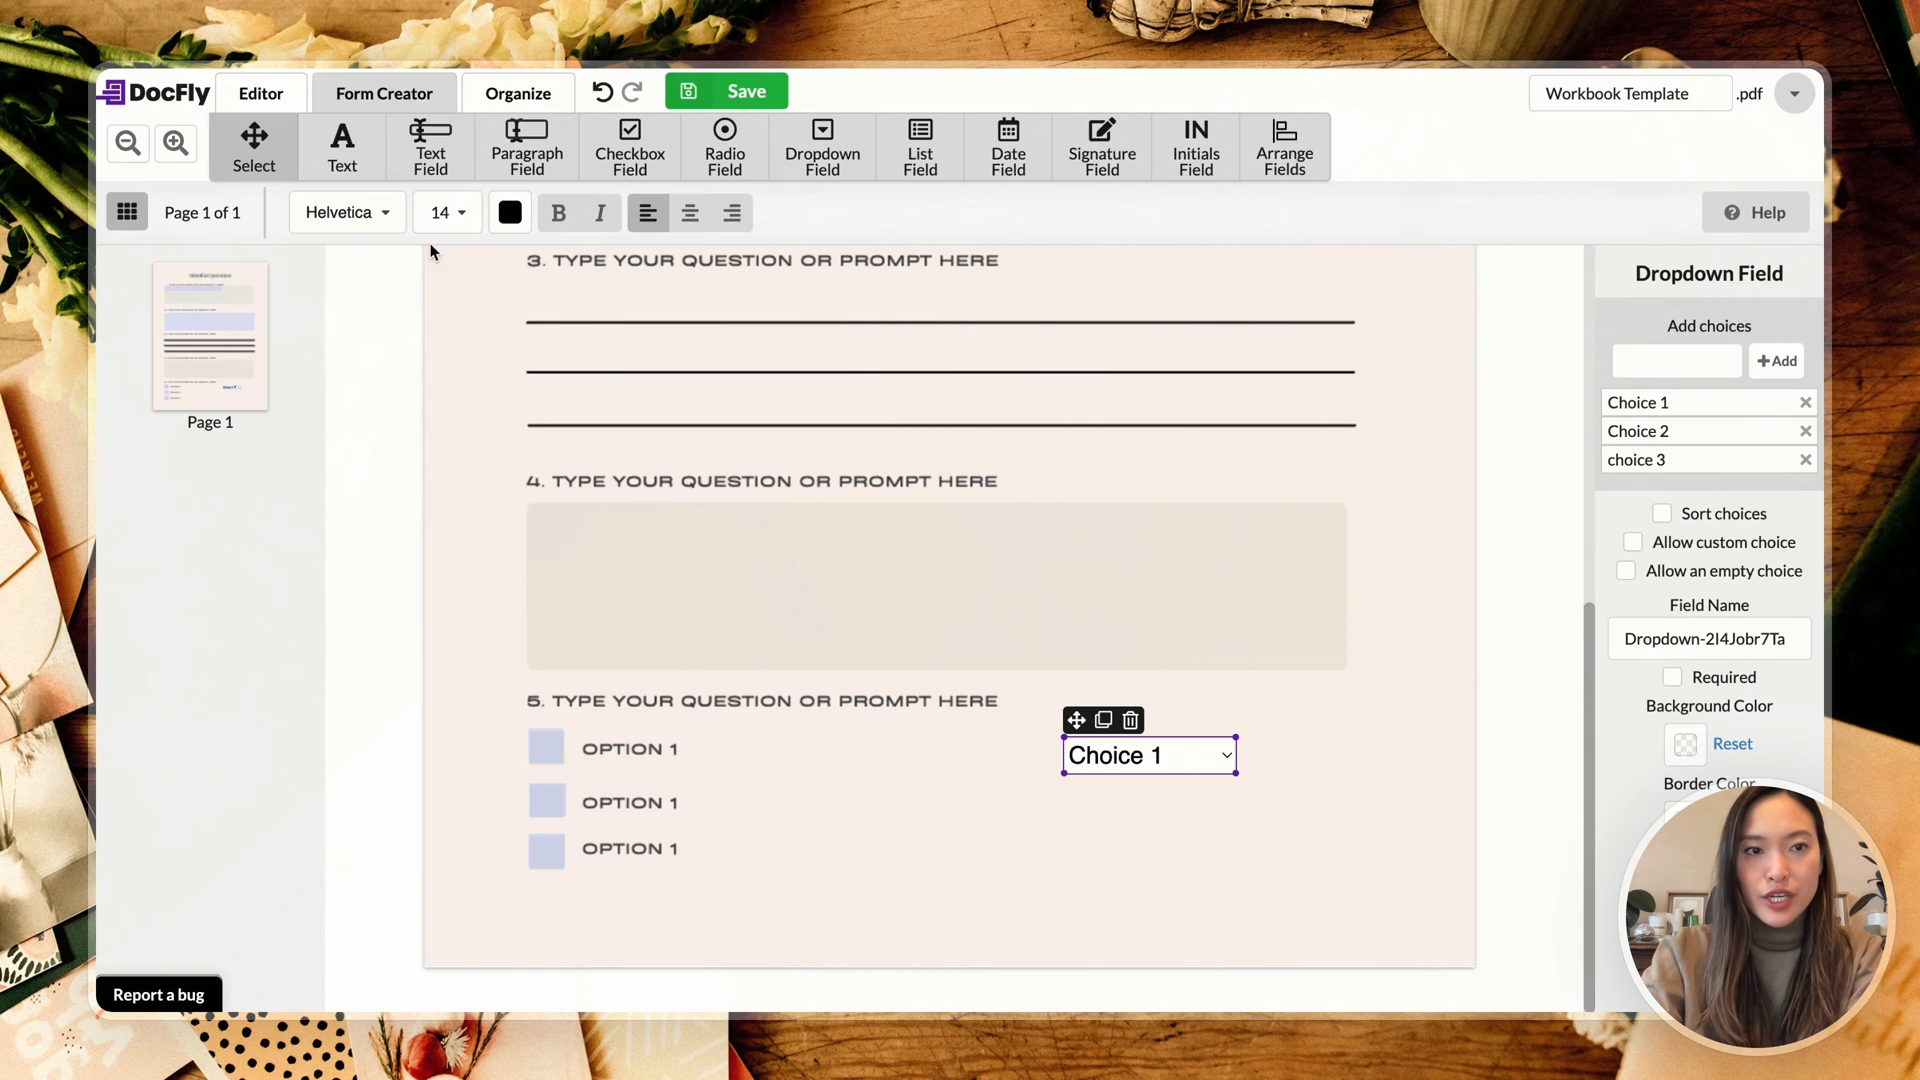 DocFly
Editor
Form Creator
Organize
Save
Workbook Template
.pdf
Select
Text
Text
Field
Paragraph
Field
Checkbox
Field
Radio
Field
Dropdown
Field
List
Field
Date
Field
Signature
Field
IN
Initials
Field
Arrange
Fields
Page 1 of 1
Helvetica
14
B
I
Help
Page 1
3. TYPE YOUR QUESTION OR PROMPT HERE
4. TYPE YOUR QUESTION OR PROMPT HERE
5. TYPE YOUR QUESTION OR PROMPT HERE
OPTION 1
OPTION 1
OPTION 1
Choice 1
Dropdown Field
Add choices
+Add
Choice 1
Choice 2
choice 3
Sort choices
Allow custom choice
Allow an empty choice
Field Name
Dropdown-2I4Jobr7Ta
Required
Background Color
Reset
Border Color
Report a bug